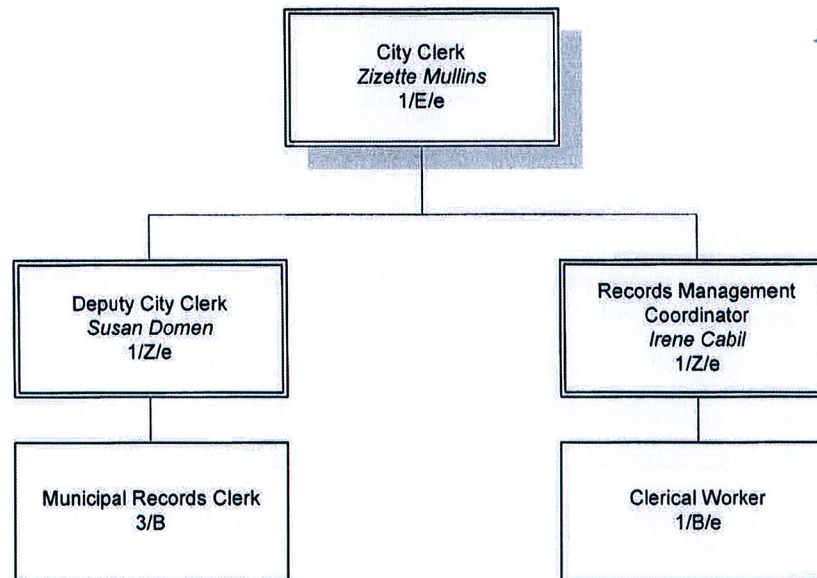 City Clerk
Zizette Mullins
1/E/e
Deputy City Clerk
Susan Domen
1/Z/e
Records Management
Coordinator
Irene Cabil
1/Z/e
Municipal Records Clerk
3/B
Clerical Worker
1/B/e